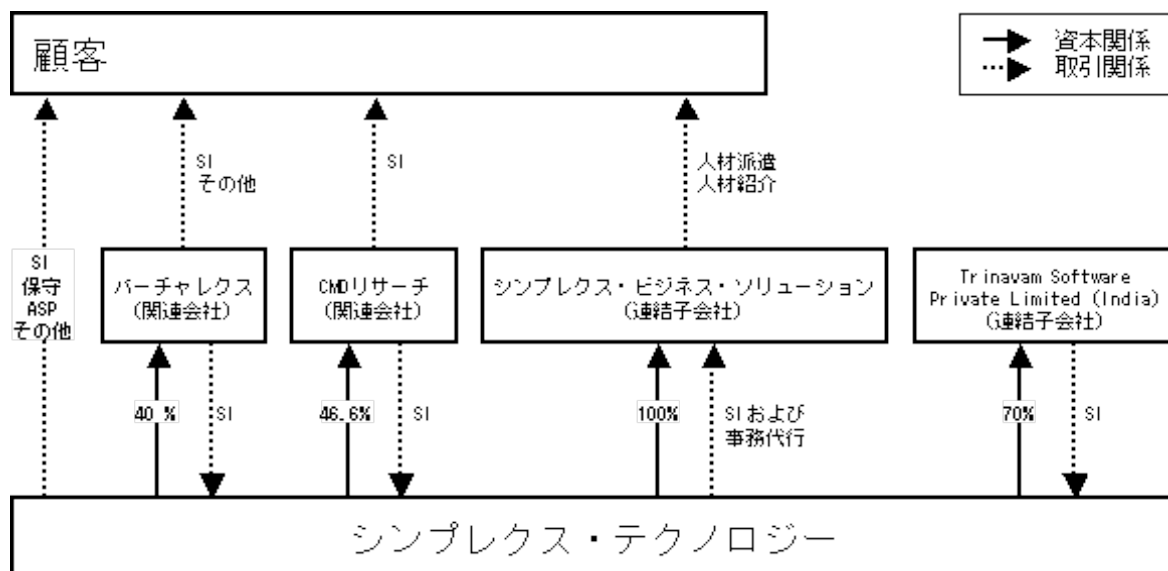 顧客
資本関係
取引関係
SI
その他
SI
人材派遣
人材紹介
SI
保守
ASP
その他
バーチャレクス
(関連会社)
CMDリサーチ
(関連会社)
シンプレクス・ビジネス・ソリューション
(連結子会社)
Trinavam Software
Private Limited (India)
(連結子会社)
40 %
SI
46.6%
SI
100%
SIおよび
事務代行
70%
SI
シンプレクス・テクノロジー